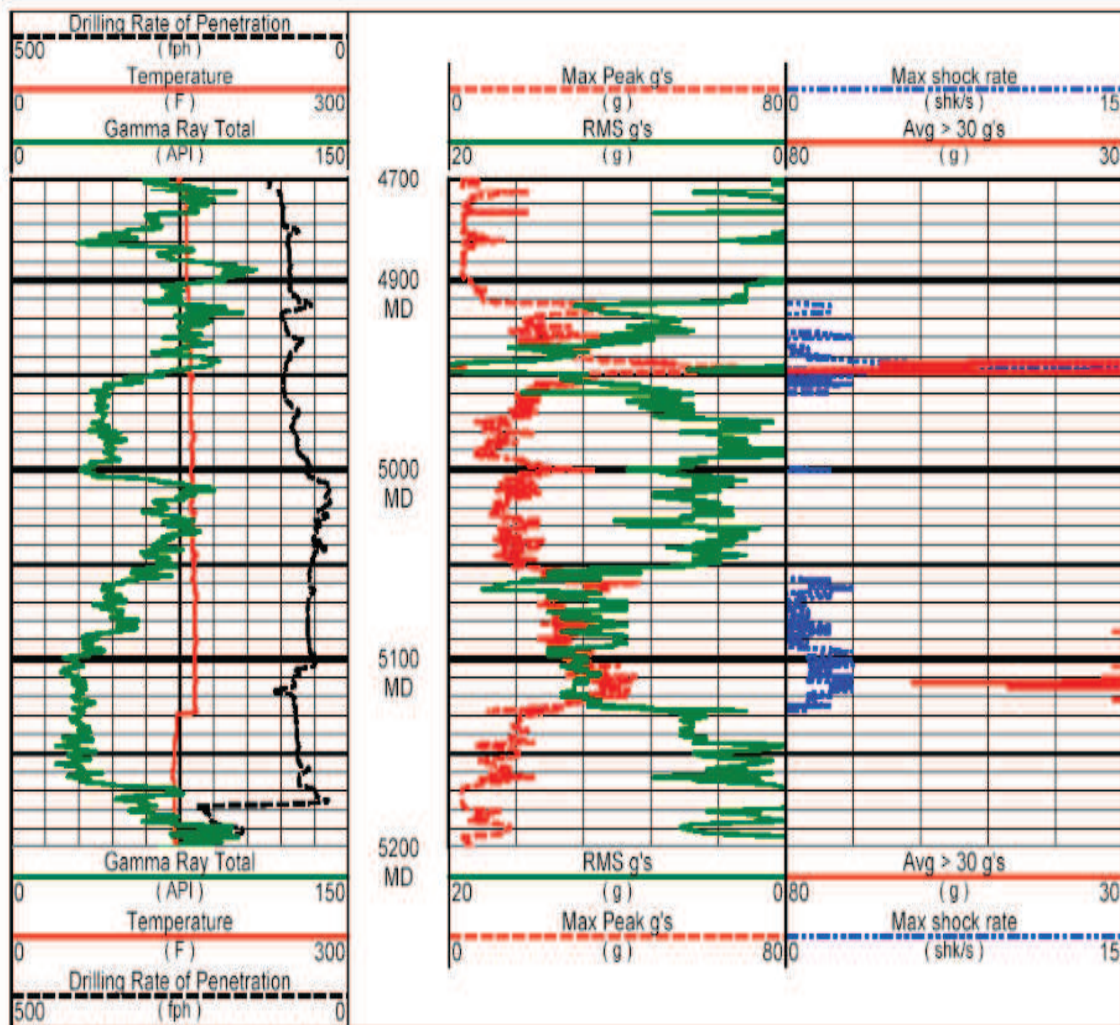 Drilling Rate of Penetration
500 (fph) 0
Temperature
0 (F) 300
Gamma Ray Total
0 (API) 150
Max Peak g's
0 (g) 80
RMS g's
20 (g) 0
Max shock rate
0 (shk/s) 15
Avg > 30 g's
80 (g) 30
4700
4900
MD
5000
MD
5100
MD
5200
MD
Gamma Ray Total
0 (API) 150
Temperature
0 (F) 300
Drilling Rate of Penetration
500 (fph) 0
RMS g's
20 (g) 0
Max Peak g's
0 (g) 80
Avg > 30 g's
80 (g) 30
Max shock rate
0 (shk/s) 15